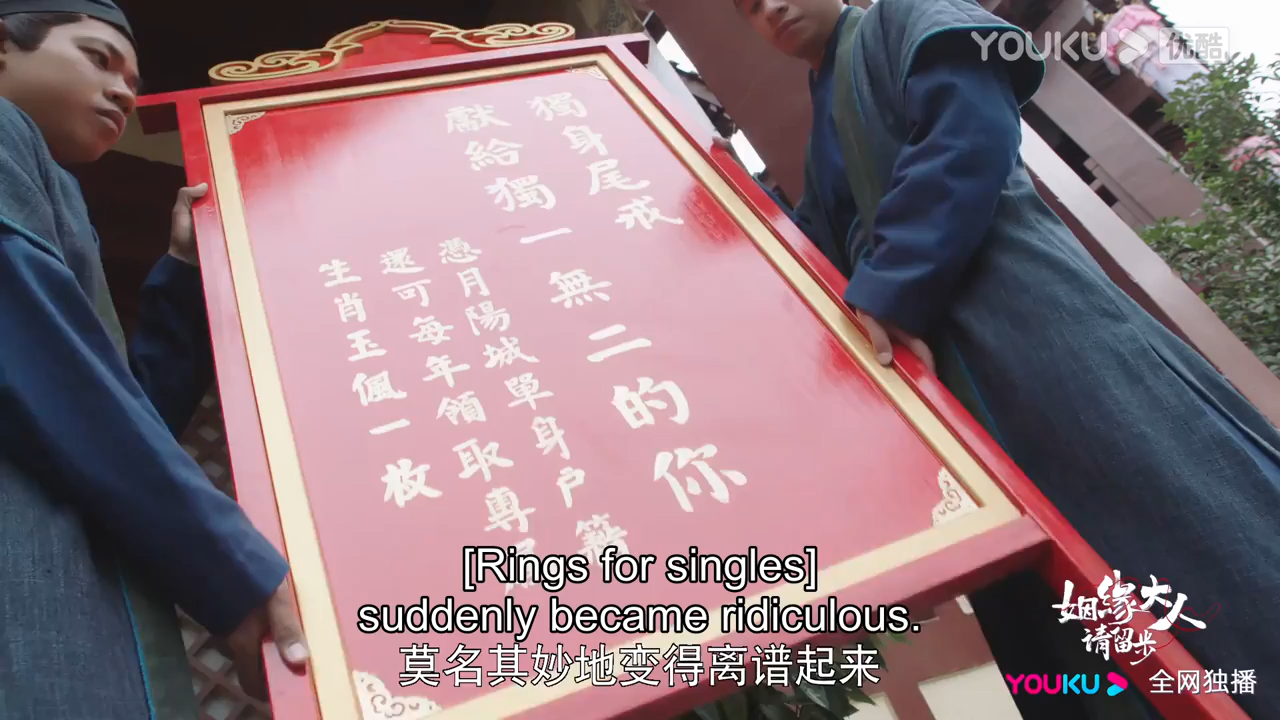 YOUKU 优酷
獨身尾戒
獻給獨一無二的你
憑月陽城單身户籍
還可每年領取專屬
生肖玉佩一枚
[Rings for singles]
suddenly became ridiculous.
莫名其妙地变得离谱起来
姻缘大人
请留步
YOUKU 全网独播